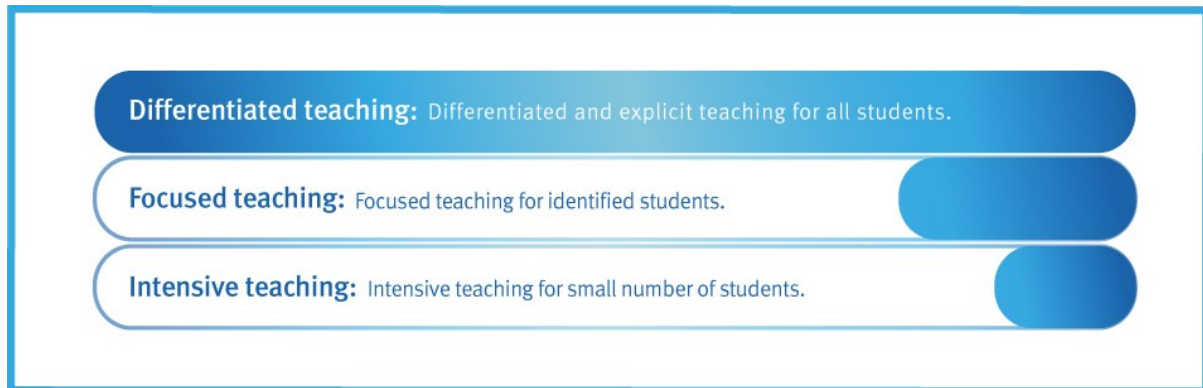 Differentiated teaching: Differentiated and explicit teaching for all students.
Focused teaching: Focused teaching for identified students.
Intensive teaching: Intensive teaching for small number of students.